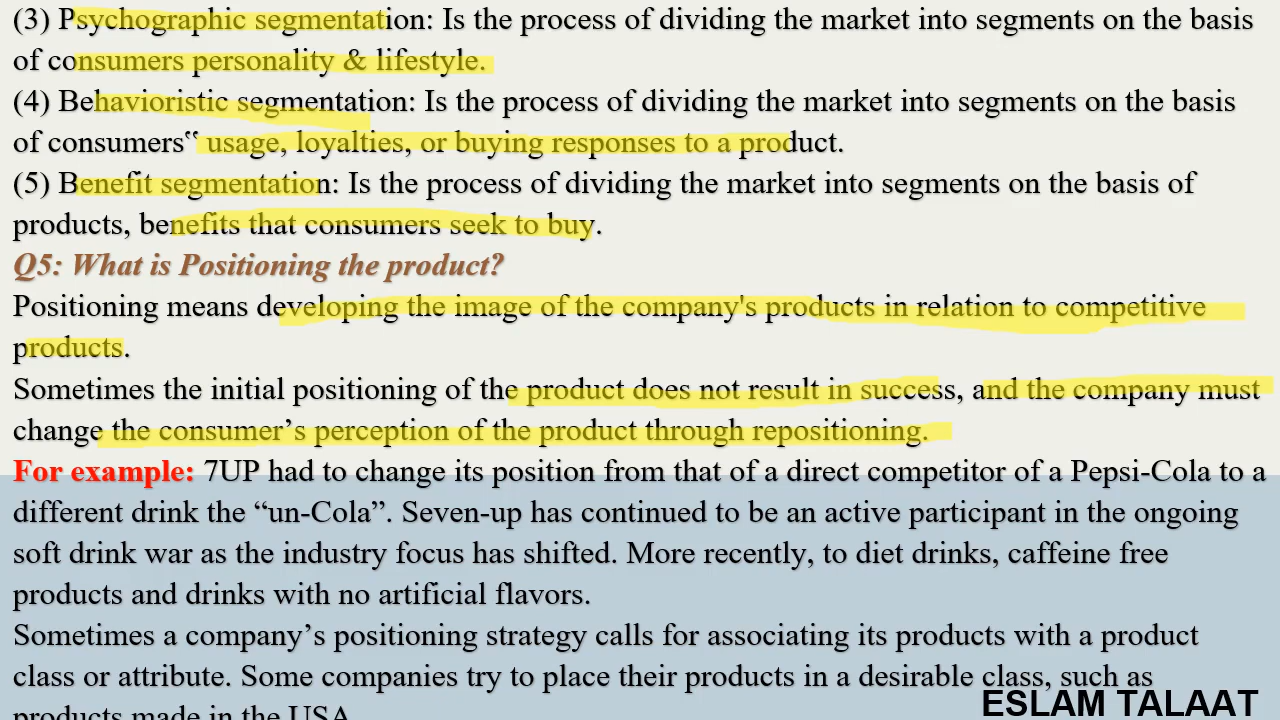 (3) Psychographic segmentation: Is the process of dividing the market into segments on the basis
of consumers personality & lifestyle.
(4) Behavioristic segmentation: Is the process of dividing the market into segments on the basis
of consumers‟ usage, loyalties, or buying responses to a product.
(5) Benefit segmentation: Is the process of dividing the market into segments on the basis of
products, benefits that consumers seek to buy.
Q5: What is Positioning the product?
Positioning means developing the image of the company's products in relation to competitive
products.
Sometimes the initial positioning of the product does not result in success, and the company must
change the consumer’s perception of the product through repositioning.
For example: 7UP had to change its position from that of a direct competitor of a Pepsi-Cola to a
different drink the “un-Cola”. Seven-up has continued to be an active participant in the ongoing
soft drink war as the industry focus has shifted. More recently, to diet drinks, caffeine free
products and drinks with no artificial flavors.
Sometimes a company’s positioning strategy calls for associating its products with a product
class or attribute. Some companies try to place their products in a desirable class, such as
products made in the USA
ESLAM TALAAT